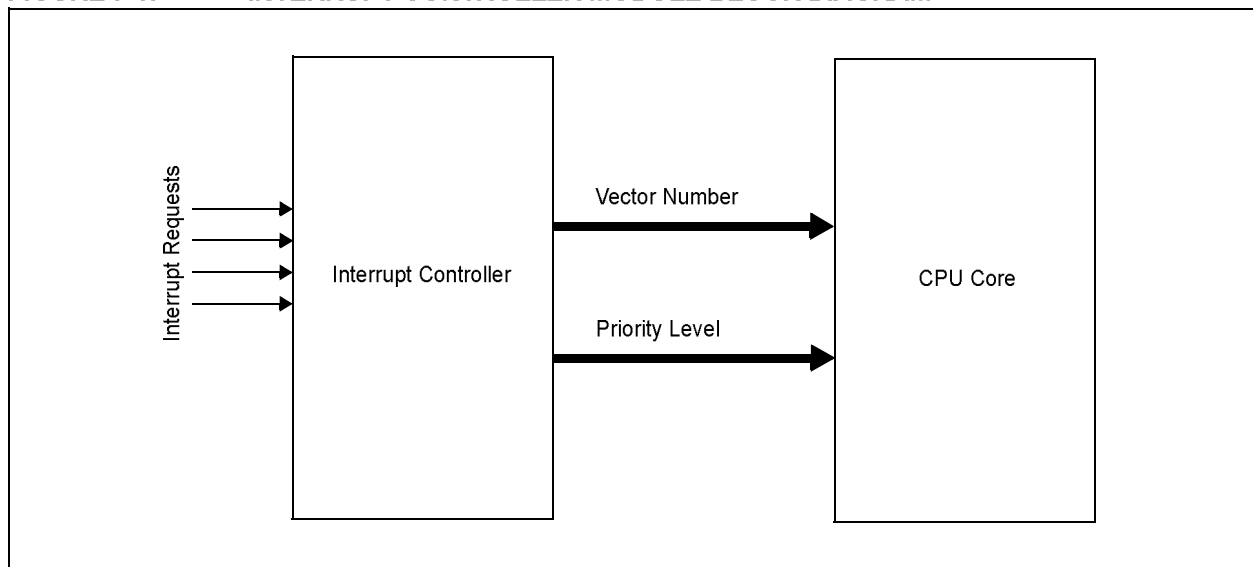 Interrupt Requests
Interrupt Controller
Vector Number
Priority Level
CPU Core